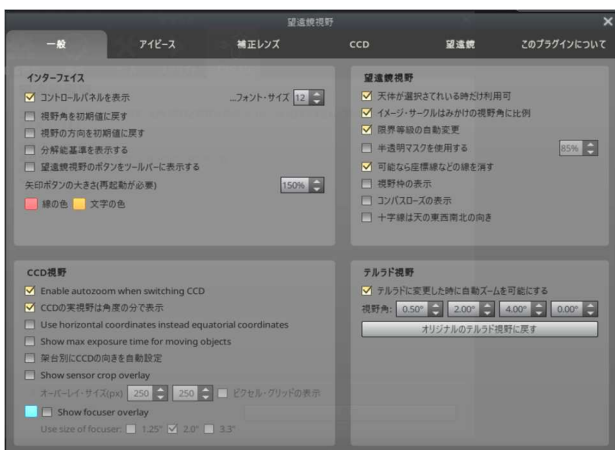 望遠鏡視野
一般 アイピース 補正レンズ CCD 望遠鏡 このプラグインについて
インターフェイス
コントロールパネルを表示 ...フォント・サイズ 12
視野角を初期値に戻す
視野の方向を初期値に戻す
分解能基準を表示する
望遠鏡視野のボタンをツールバーに表示する
矢印ボタンの大きさ(再起動が必要) 150%
線の色 文字の色
望遠鏡視野
天体が選択されている時だけ利用可
イメージ・サークルはみかけの視野角に比例
限界等級の自動変更
半透明マスクを使用する 85%
可能なら座標線などの線を消す
視野枠の表示
コンパスローズの表示
十字線は天の東西南北の向き
CCD視野
Enable autozoom when switching CCD
CCDの実視野は角度の分で表示
Use horizontal coordinates instead equatorial coordinates
Show max exposure time for moving objects
架台別にCCDの向きを自動設定
Show sensor crop overlay
オーバーレイ・サイズ(px) 250 250 ピクセル・グリッドの表示
Show focuser overlay
Use size of focuser: 1.25" 2.0" 3.3"
テルラド視野
テルラドに変更した時に自動ズームを可能にする
視野角: 0.50° 2.00° 4.00° 0.00°
オリジナルのテルラド視野に戻す